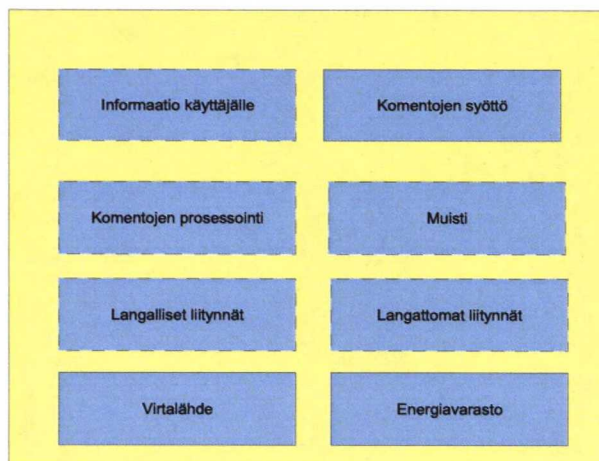 Informaatio käyttäjälle
Komentojen syöttö
Komentojen prosessointi
Muisti
Langalliset liitynnät
Langattomat liitynnät
Virtalähde
Energiavarasto